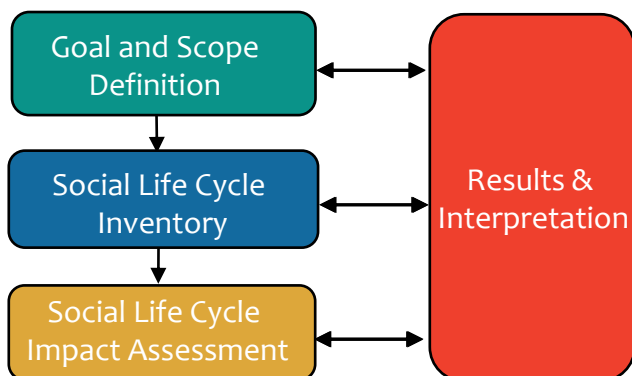 Goal and Scope
Definition
Social Life Cycle
Inventory
Social Life Cycle
Impact Assessment
Results &
Interpretation